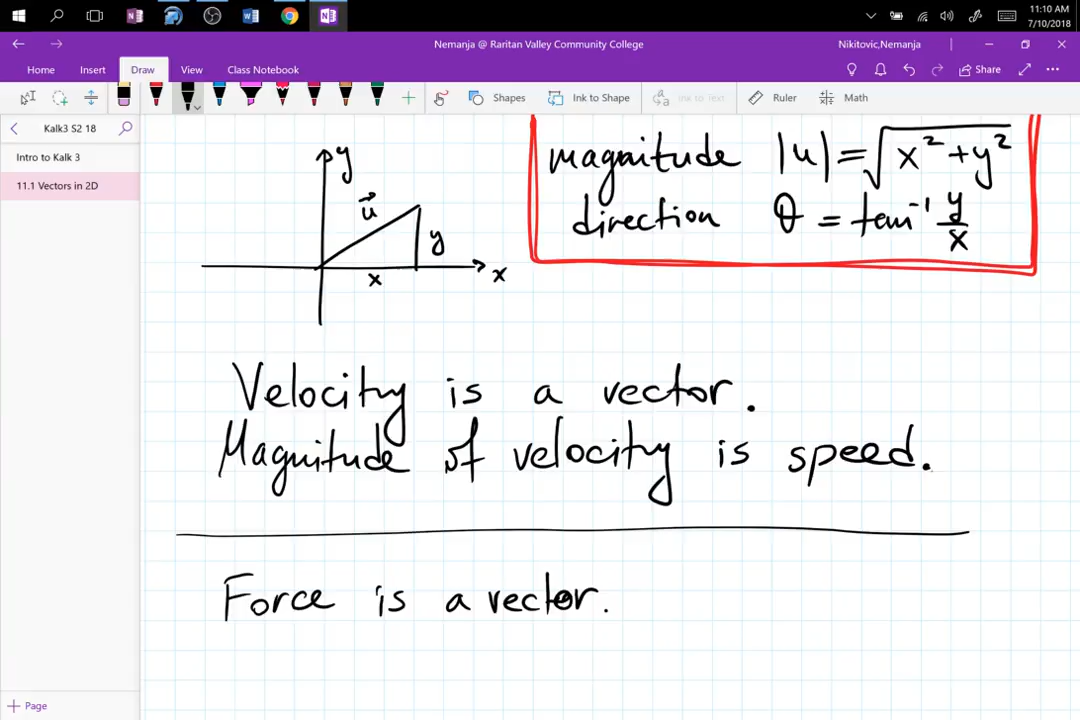 11:10 AM
7/10/2018
Nemanja @ Raritan Valley Community College
Nikitovic,Nemanja
Home Insert Draw View Class Notebook
Share
Shapes Ink to Shape Ink to Text Ruler Math
Kalk3 S2 18
Intro to Kalk 3
11.1 Vectors in 2D
y
u⃗
y
x
x
magnitude |u| = √(x² + y²)
direction θ = tan⁻¹ y/x
Velocity is a vector.
Magnitude of velocity is speed.
Force is a vector.
+ Page